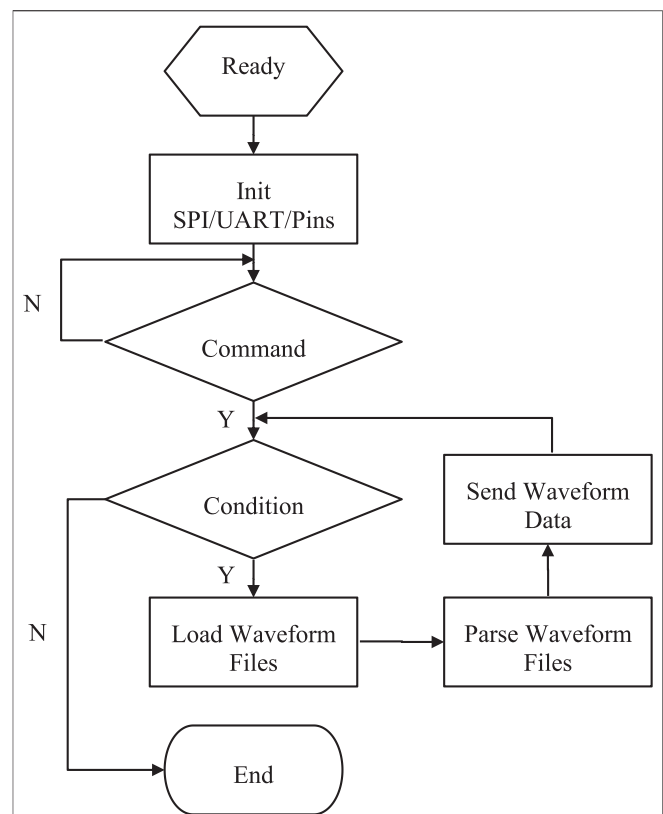 Ready
Init
SPI/UART/Pins
N
Command
Y
Condition
Send Waveform
Data
Y
N
Load Waveform
Files
Parse Waveform
Files
End